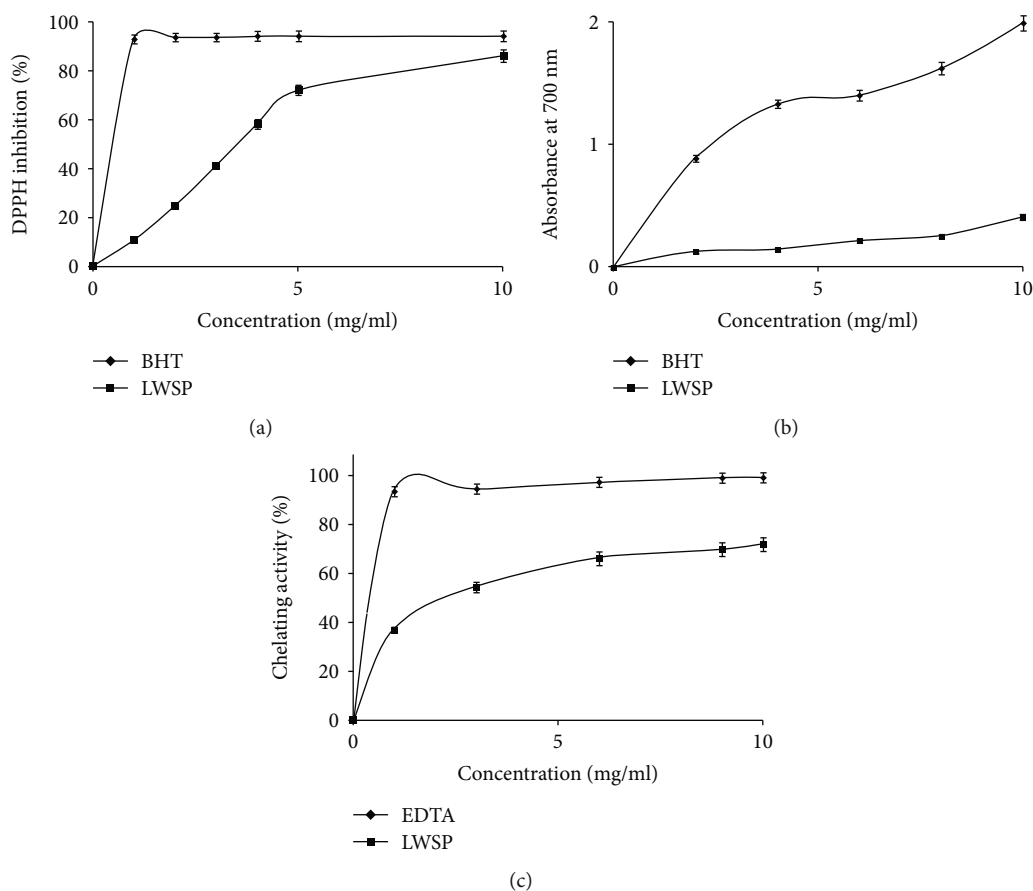 100
80
60
40
20
0
DPPH inhibition (%)
0 5 10
Concentration (mg/ml)
BHT
LWSP
(a)
2
1
0
Absorbance at 700 nm
0 5 10
Concentration (mg/ml)
BHT
LWSP
(b)
100
80
60
40
20
0
Chelating activity (%)
0 5 10
Concentration (mg/ml)
EDTA
LWSP
(c)